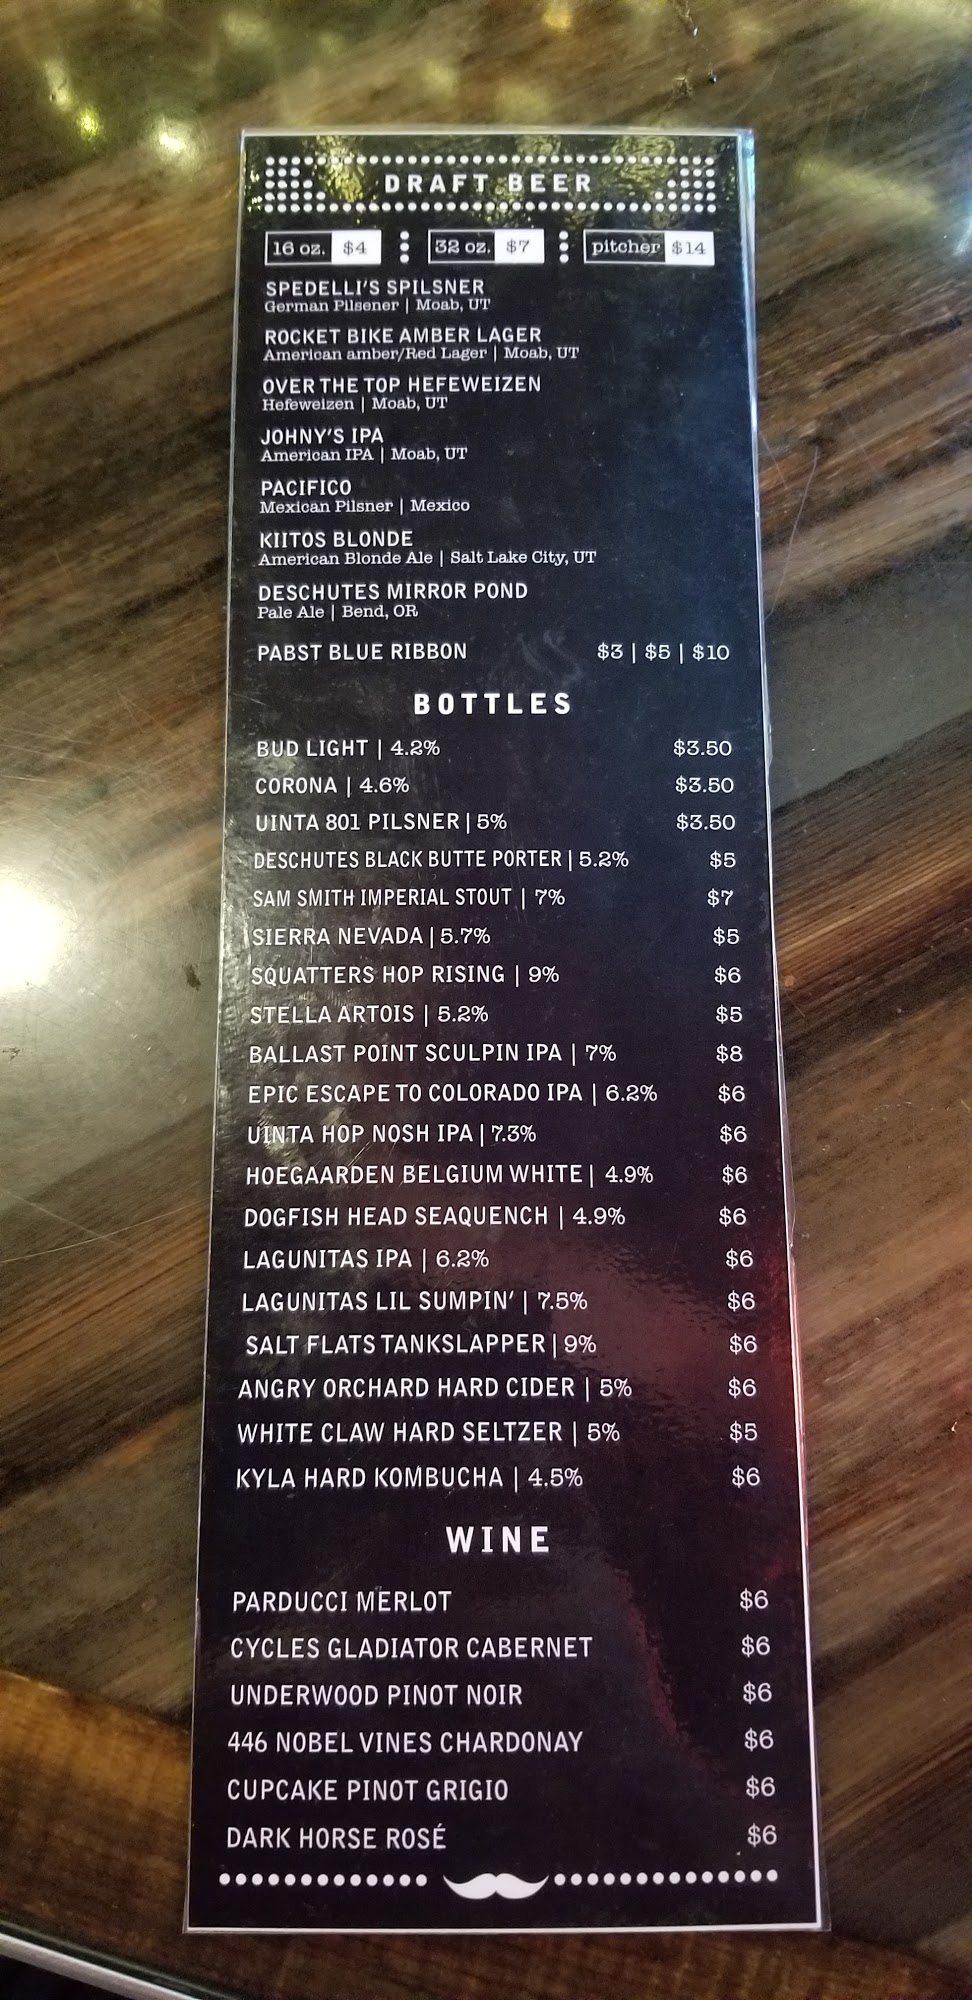 DRAFT BEER
16 oz. $4 32 oz. $7 pitcher $14
SPEDELLI'S SPILSNER
German Pilsener | Moab, UT
ROCKET BIKE AMBER LAGER
American amber/Red Lager | Moab, UT
OVER THE TOP HEFEWEIZEN
Hefeweizen | Moab, UT
JOHNY'S IPA
American IPA | Moab, UT
PACIFICO
Mexican Pilsner | Mexico
KIITOS BLONDE
American Blonde Ale | Salt Lake City, UT
DESCHUTES MIRROR POND
Pale Ale | Bend, OR
PABST BLUE RIBBON $3 | $5 | $10
BOTTLES
BUD LIGHT | 4.2% $3.50
CORONA | 4.6% $3.50
UINTA 801 PILSNER | 5% $3.50
DESCHUTES BLACK BUTTE PORTER | 5.2% $5
SAM SMITH IMPERIAL STOUT | 7% $7
SIERRA NEVADA | 5.7% $5
SQUATTERS HOP RISING | 9% $6
STELLA ARTOIS | 5.2% $5
BALLAST POINT SCULPIN IPA | 7% $8
EPIC ESCAPE TO COLORADO IPA | 6.2% $6
UINTA HOP NOSH IPA | 7.3% $6
HOEGAARDEN BELGIUM WHITE | 4.9% $6
DOGFISH HEAD SEAQUENCH | 4.9% $6
LAGUNITAS IPA | 6.2% $6
LAGUNITAS LIL SUMPIN' | 7.5% $6
SALT FLATS TANKSLAPPER | 9% $6
ANGRY ORCHARD HARD CIDER | 5% $6
WHITE CLAW HARD SELTZER | 5% $5
KYLA HARD KOMBUCHA | 4.5% $6
WINE
PARDUCCI MERLOT $6
CYCLES GLADIATOR CABERNET $6
UNDERWOOD PINOT NOIR $6
446 NOBEL VINES CHARDONAY $6
CUPCAKE PINOT GRIGIO $6
DARK HORSE ROSÉ $6